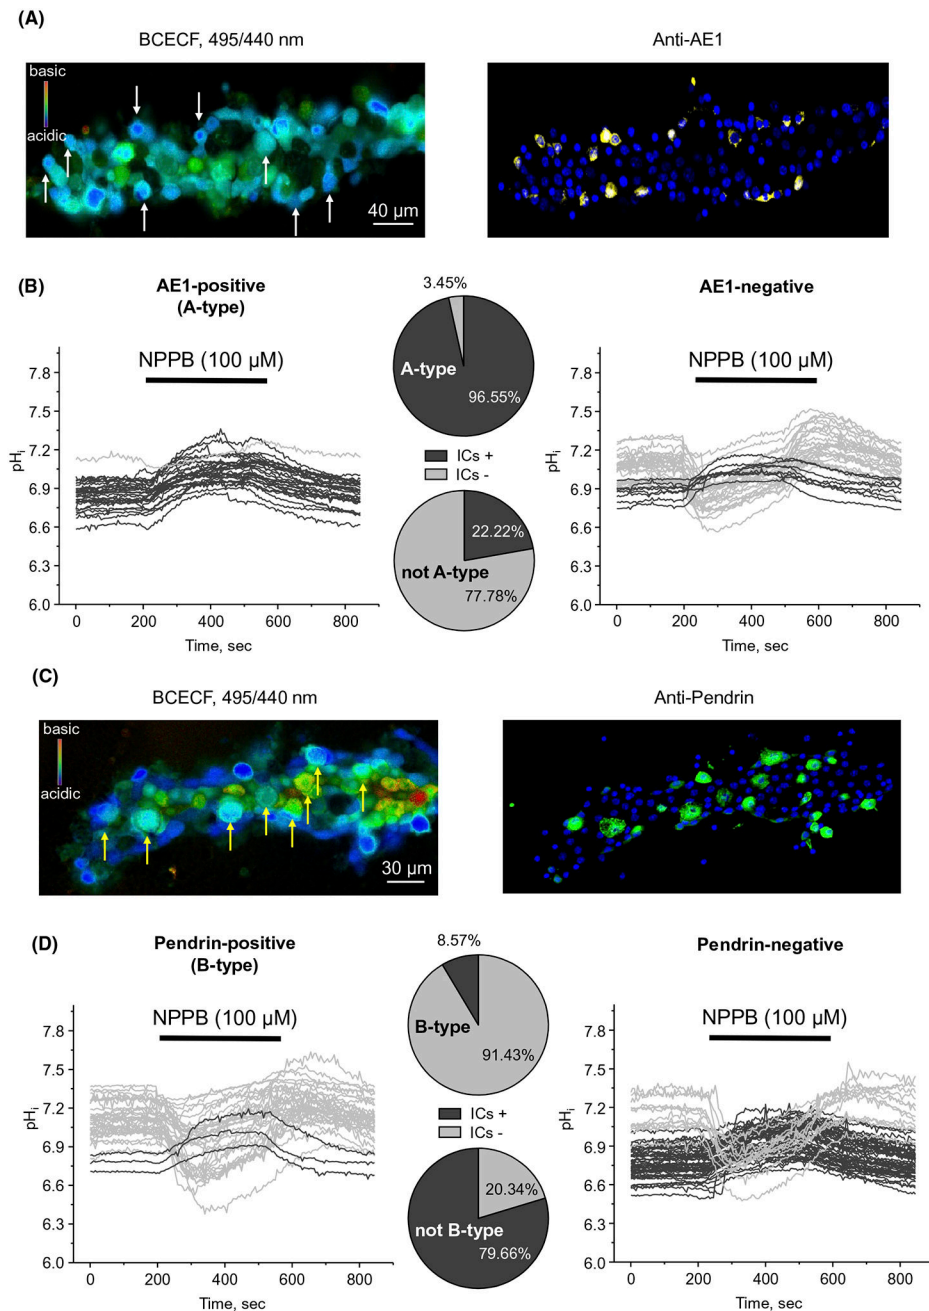 (A)
BCECF, 495/440 nm
Anti-AE1
basic
acidic
40 µm
(B)
AE1-positive
(A-type)
3.45%
AE1-negative
NPPB (100 µM)
A-type
96.55%
NPPB (100 µM)
7.8
7.5
7.2
6.9
6.6
6.3
6.0
pHi
0
200
400
600
800
Time, sec
ICs +
ICs -
22.22%
not A-type
77.78%
7.8
7.5
7.2
6.9
6.6
6.3
6.0
pHi
0
200
400
600
800
Time, sec
(C)
BCECF, 495/440 nm
Anti-Pendrin
basic
acidic
30 µm
(D)
Pendrin-positive
(B-type)
8.57%
Pendrin-negative
NPPB (100 µM)
B-type
91.43%
NPPB (100 µM)
7.8
7.5
7.2
6.9
6.6
6.3
6.0
pHi
0
200
400
600
800
Time, sec
ICs +
ICs -
20.34%
not B-type
79.66%
7.8
7.5
7.2
6.9
6.6
6.3
6.0
pHi
0
200
400
600
800
Time, sec